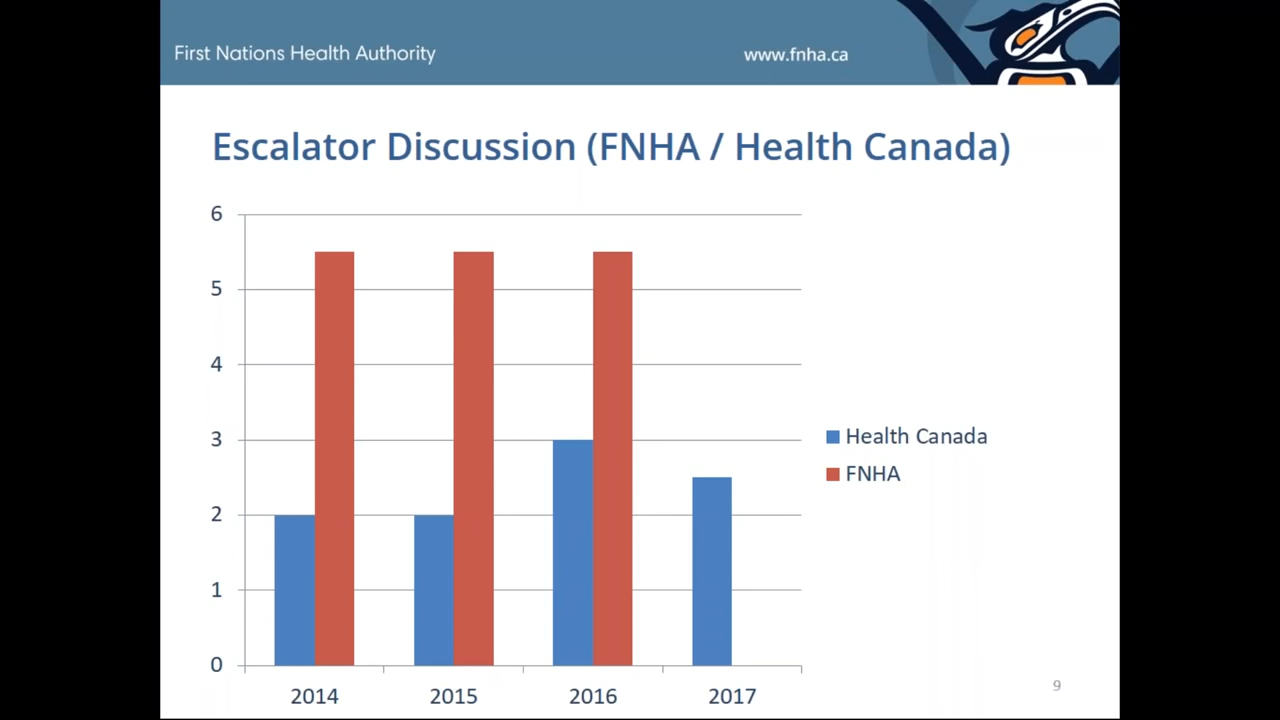 First Nations Health Authority
www.fnha.ca
Escalator Discussion (FNHA / Health Canada)
6
5
4
3
2
1
0
2014
2015
2016
2017
Health Canada
FNHA
9